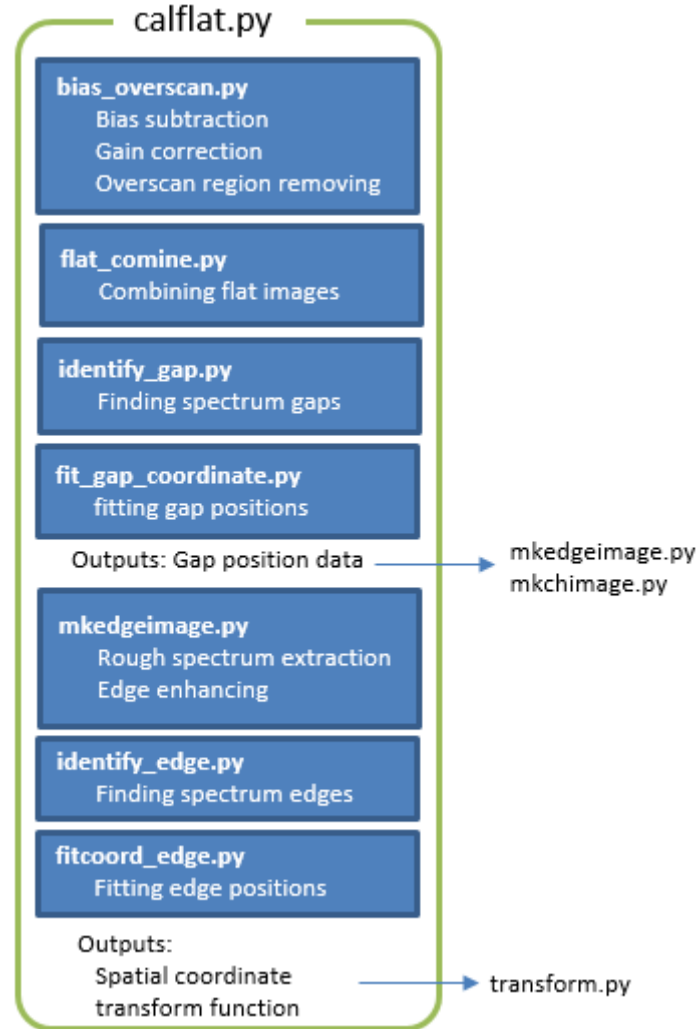 calflat.py
bias_overscan.py
Bias subtraction
Gain correction
Overscan region removing
flat_comine.py
Combining flat images
identify_gap.py
Finding spectrum gaps
fit_gap_coordinate.py
fitting gap positions
Outputs: Gap position data
mkedgeimage.py
mkchimage.py
mkedgeimage.py
Rough spectrum extraction
Edge enhancing
identify_edge.py
Finding spectrum edges
fitcoord_edge.py
Fitting edge positions
Outputs:
Spatial coordinate
transform function
transform.py